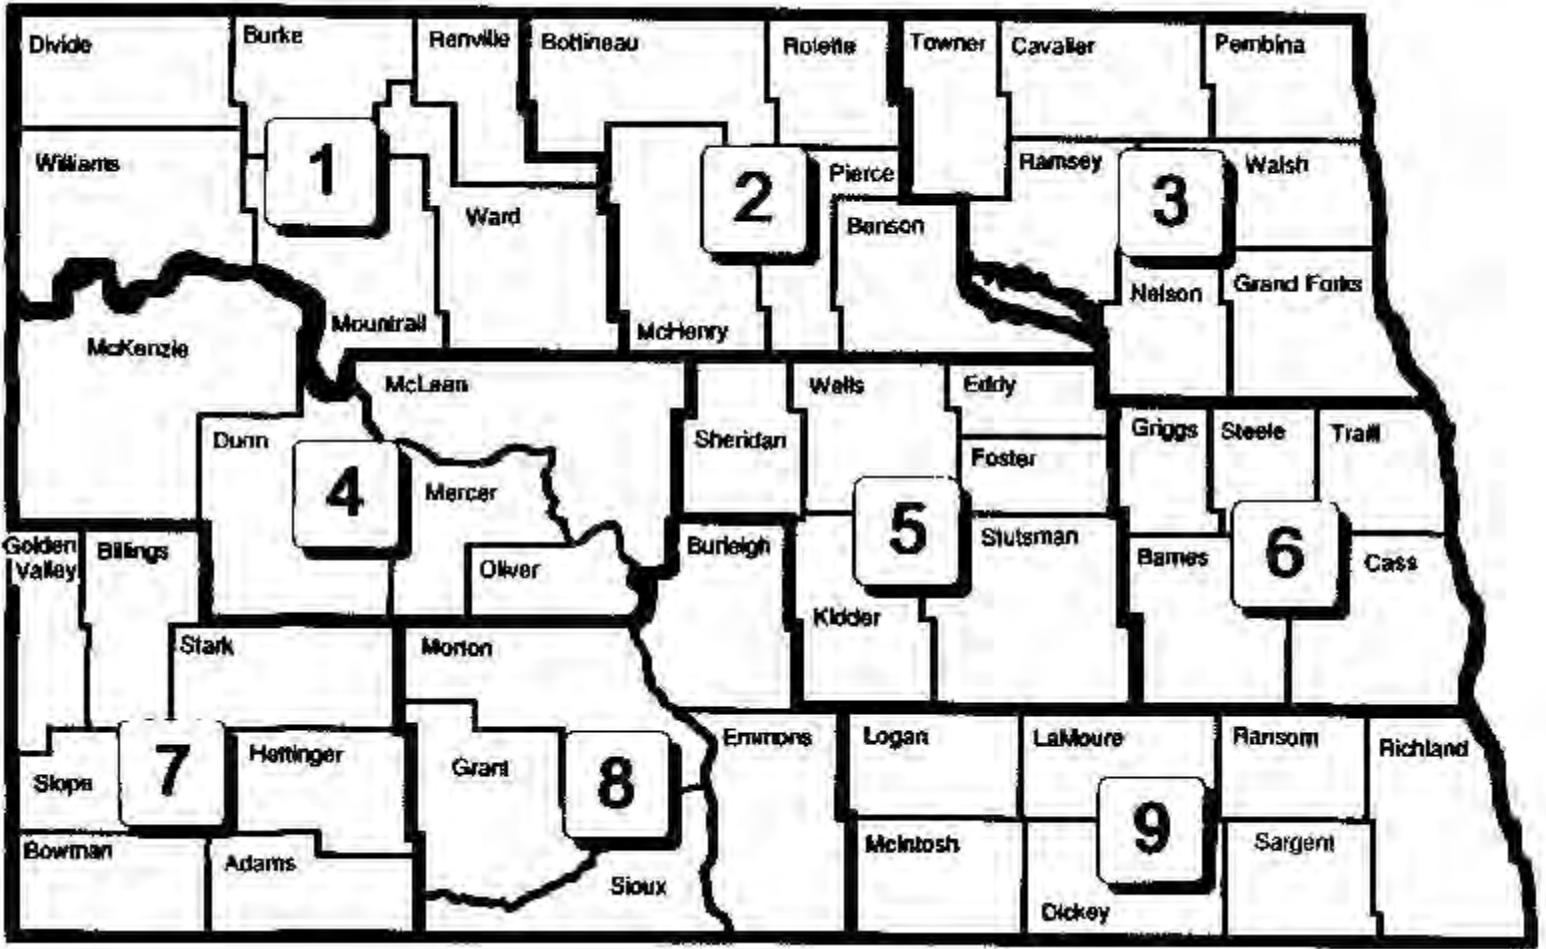 Divide
Burke
Renville
Bottineau
Rolette
Towner
Cavalier
Pembina
Williams
1
Ward
2
Pierce
Benson
Ramsey
3
Walsh
McKenzie
Mountrail
McHenry
Nelson
Grand Forks
McLean
Sheridan
Wells
Eddy
Foster
Griggs
Steele
Traill
Dunn
4
Mercer
Oliver
5
Stutsman
6
Barnes
Cass
Golden
Valley
Billings
Burleigh
Kidder
Stark
Morton
Slope
7
Hettinger
Grant
8
Emmons
Logan
LaMoure
Ransom
Richland
Bowman
Adams
Sioux
McIntosh
9
Sargent
Dickey